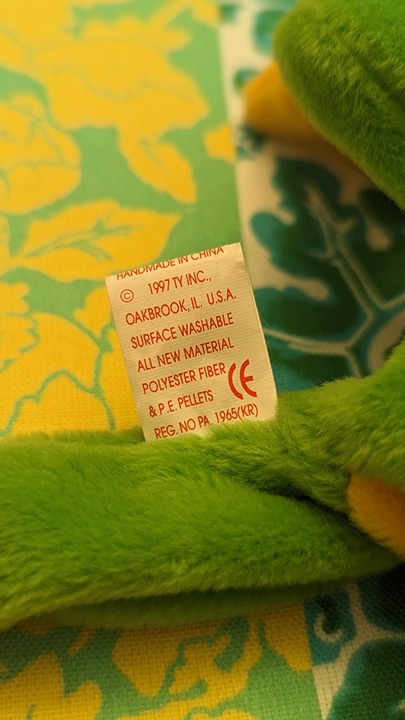 HANDMADE IN CHINA
© 1997 TY INC.,
OAKBROOK, IL. U.S.A.
SURFACE WASHABLE
ALL NEW MATERIAL
POLYESTER FIBER
& P.E. PELLETS CE
REG. NO PA. 1965(KR)